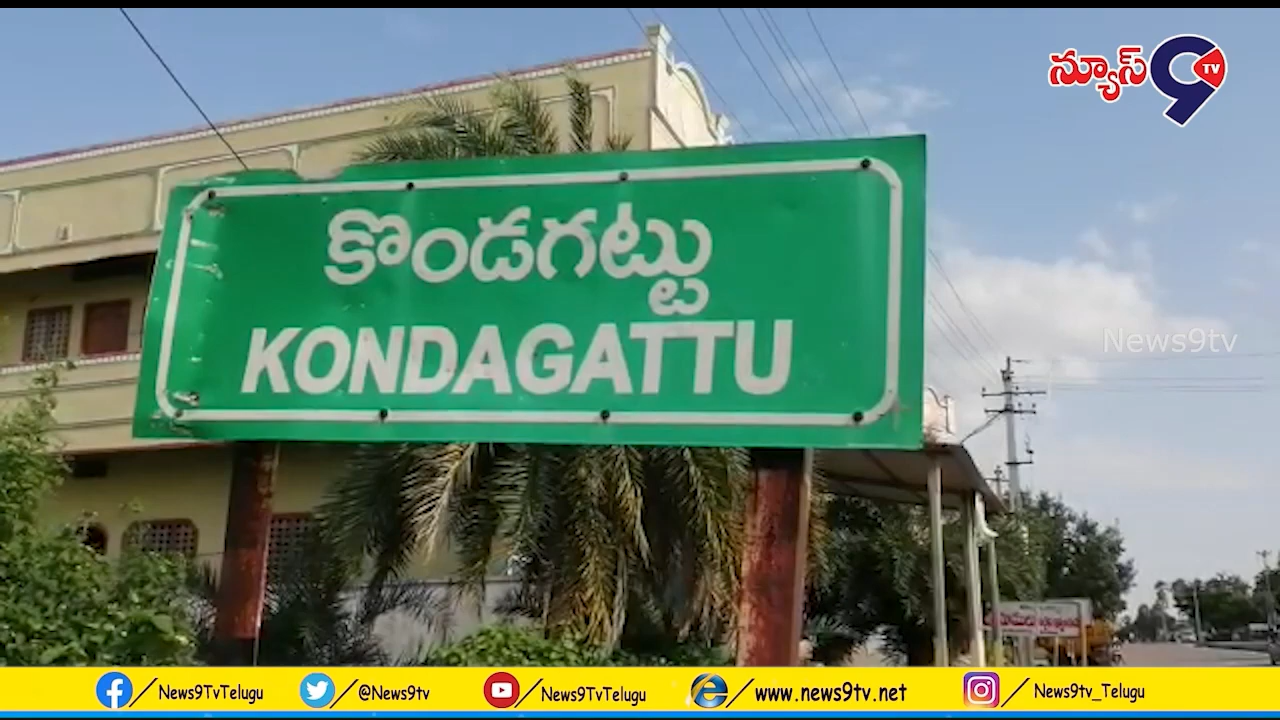 న్యూస్ 9 TV
కొండగట్టు
KONDAGATTU
News9tv
News9TvTelugu @News9tv News9TvTelugu www.news9tv.net News9tv_Telugu